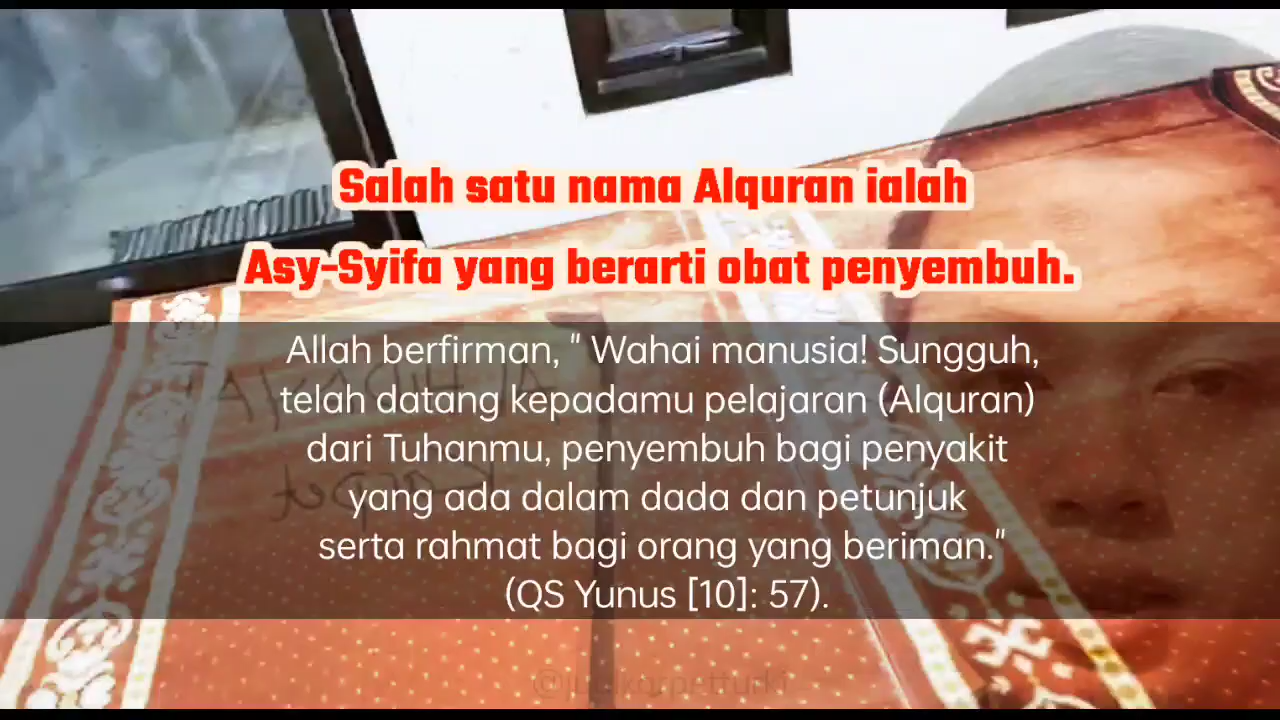 Salah satu nama Alquran ialah
Asy-Syifa yang berarti obat penyembuh.
Allah berfirman, " Wahai manusia! Sungguh,
telah datang kepadamu pelajaran (Alquran)
dari Tuhanmu, penyembuh bagi penyakit
yang ada dalam dada dan petunjuk
serta rahmat bagi orang yang beriman."
(QS Yunus [10]: 57).